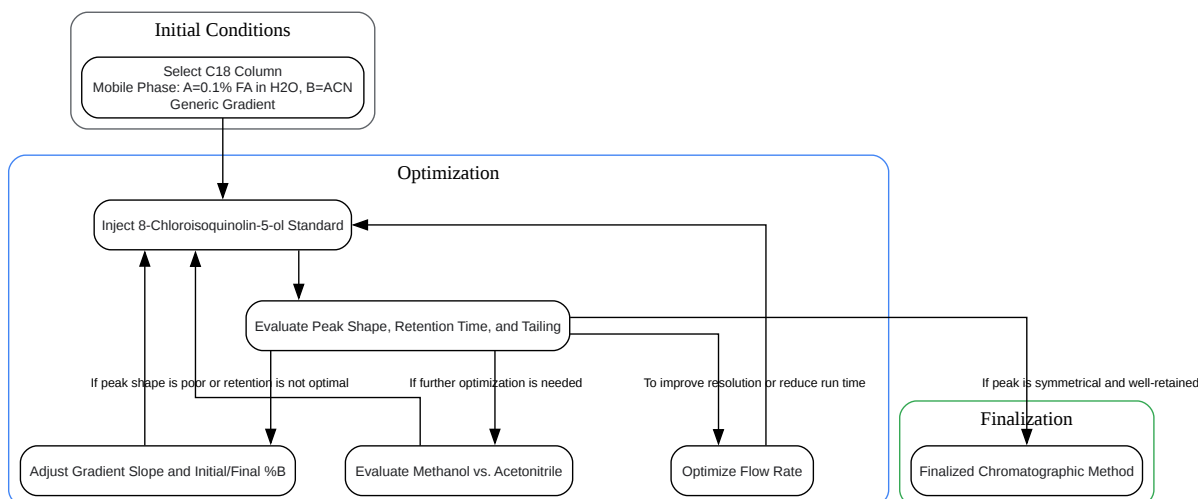 Initial Conditions
Select C18 Column
Mobile Phase: A=0.1% FA in H2O, B=ACN
Generic Gradient
Optimization
Inject 8-Chloroisoquinolin-5-ol Standard
Evaluate Peak Shape, Retention Time, and Tailing
If peak shape is poor or retention is not optimal
If further optimization is needed
To improve resolution or reduce run time
If peak is symmetrical and well-retained
Finalization
Adjust Gradient Slope and Initial/Final %B
Evaluate Methanol vs. Acetonitrile
Optimize Flow Rate
Finalized Chromatographic Method